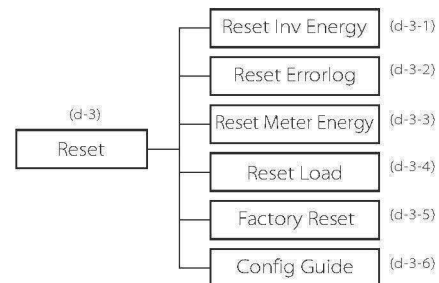 Reset Inv Energy (d-3-1)
Reset Errorlog (d-3-2)
(d-3)
Reset Meter Energy (d-3-3)
Reset
Reset Load (d-3-4)
Factory Reset (d-3-5)
Config Guide (d-3-6)